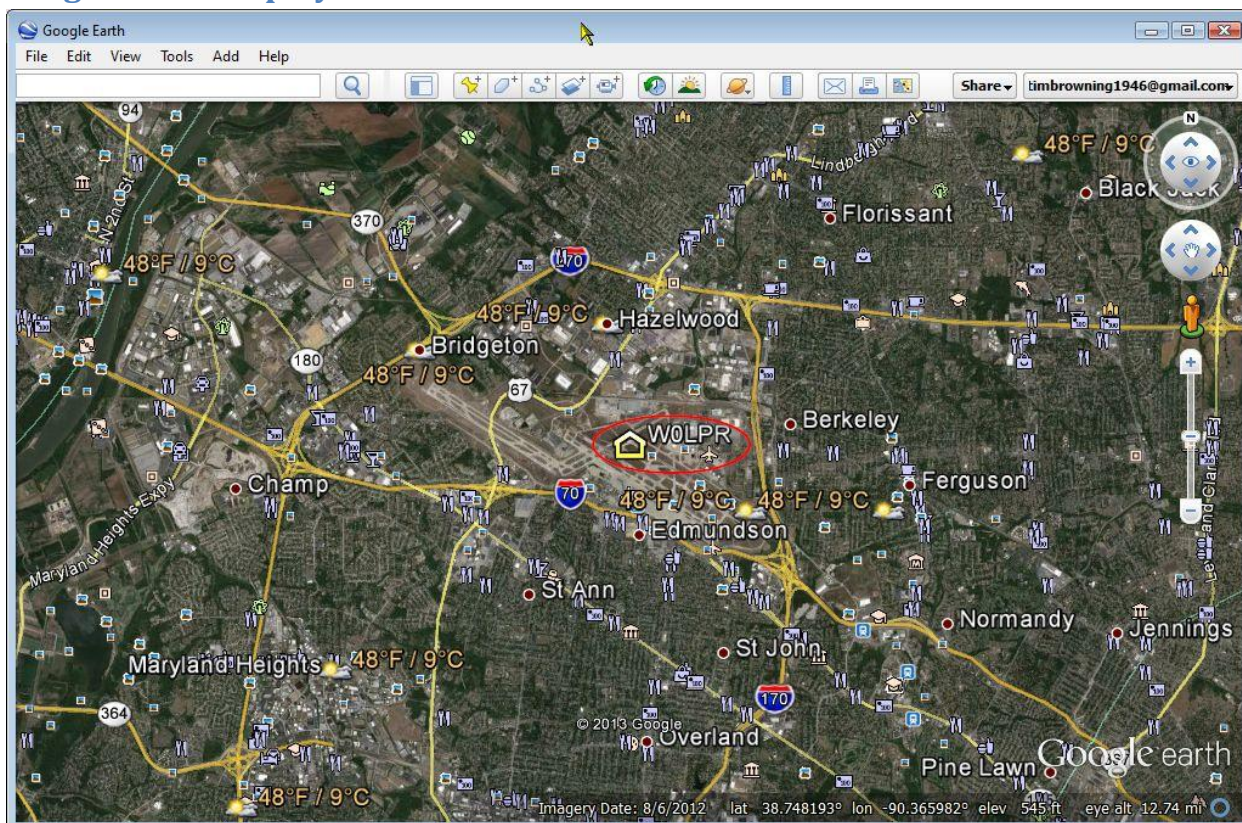 Google Earth
File Edit View Tools Add Help
Share timbrowning1946@gmail.com
94
N
N 2nd St
Lindbergh
48°F / 9°C
Black Jack
370
Florissant
48°F / 9°C
48°F / 9°C
Hazelwood
Bridgeton
180
48°F / 9°C
67
Berkeley
W0LPR
Champ
70
48°F / 9°C
48°F / 9°C
Ferguson
Edmundson
Maryland Heights Expy
St Ann
Normandy
Jennings
St John
Maryland Heights
48°F / 9°C
170
364
© 2013 Google
Overland
Pine Lawn
Google earth
48°F / 9°C
Imagery Date: 8/6/2012 lat 38.748193° lon -90.365982° elev 545 ft eye alt 12.74 mi